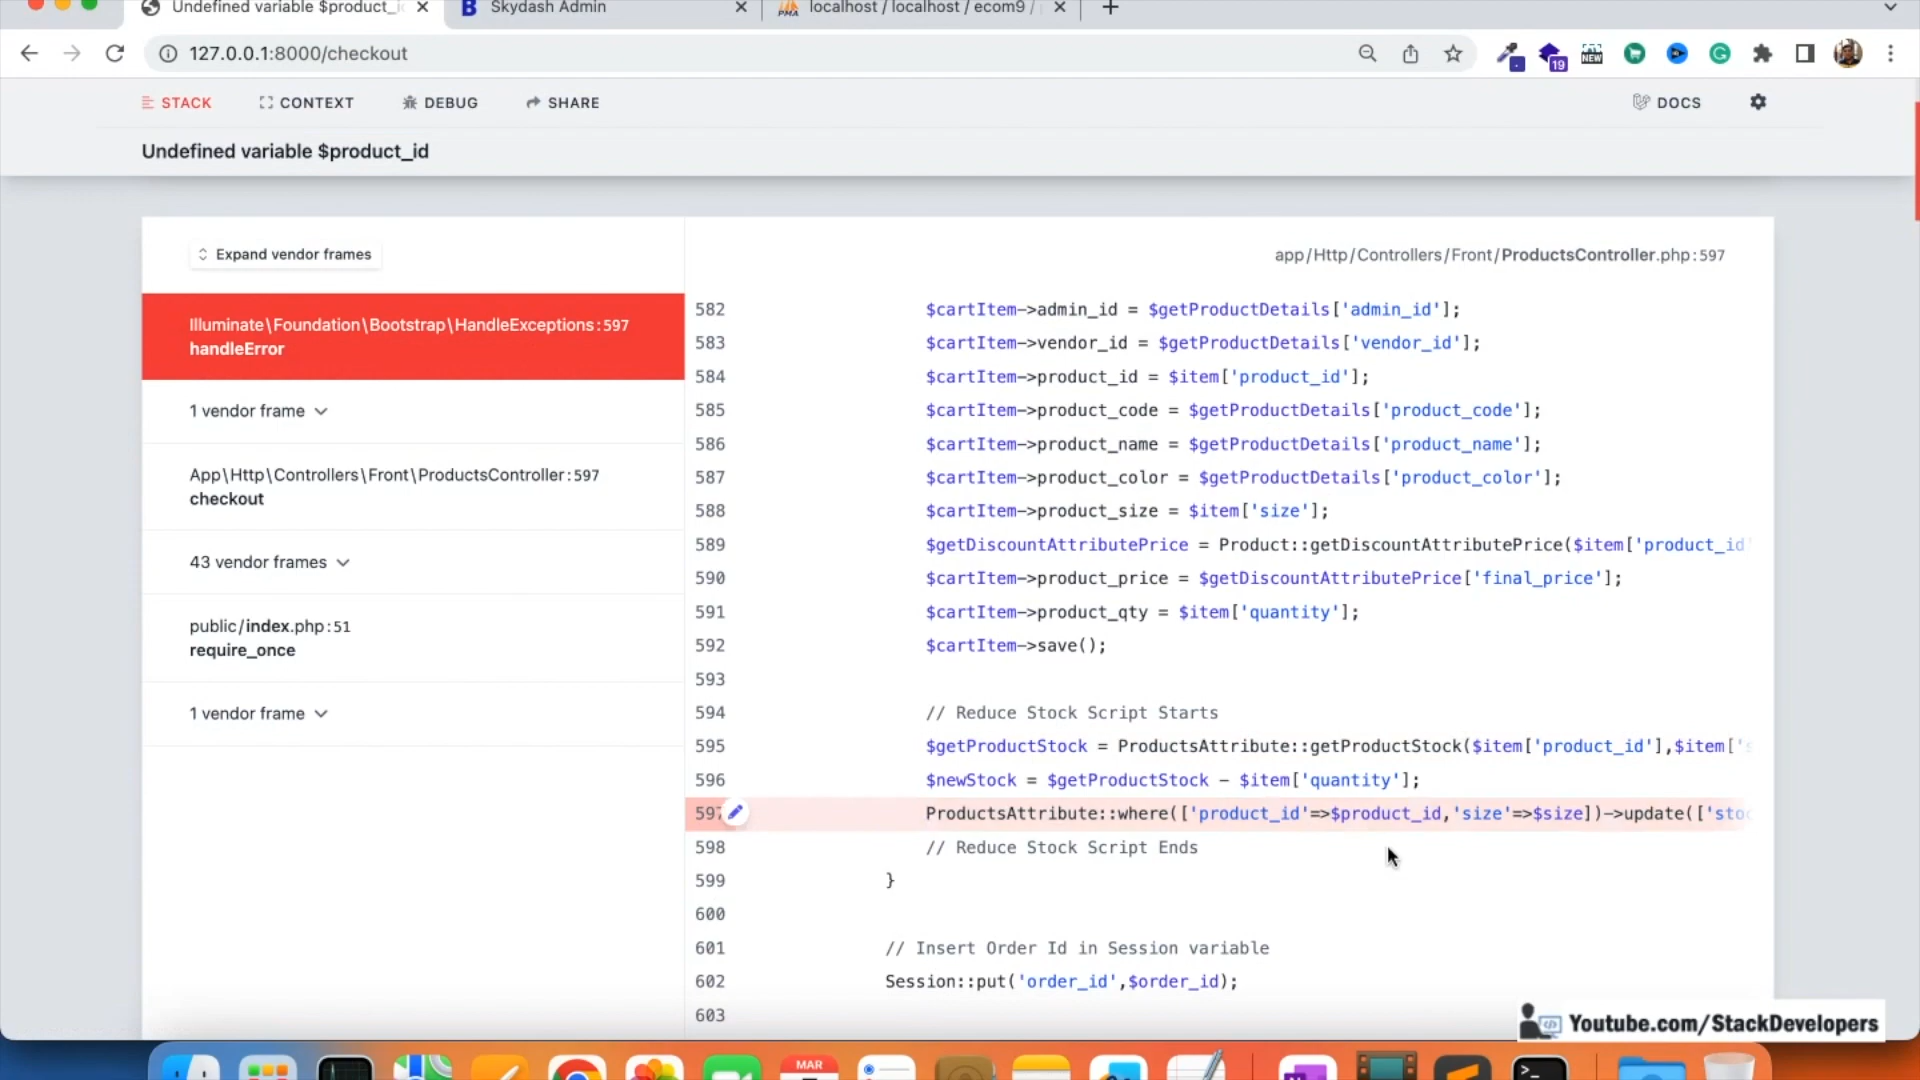 Undefined variable $product_i
Skydash Admin
localhost / localhost / ecom9 /
127.0.0.1:8000/checkout
19
NEW
STACK
CONTEXT
DEBUG
SHARE
DOCS
Undefined variable $product_id
Expand vendor frames
app/Http/Controllers/Front/ProductsController.php:597
Illuminate\Foundation\Bootstrap\HandleExceptions:597
handleError
1 vendor frame
App\Http\Controllers\Front\ProductsController:597
checkout
43 vendor frames
public/index.php:51
require_once
1 vendor frame
582 $cartItem->admin_id = $getProductDetails['admin_id'];
583 $cartItem->vendor_id = $getProductDetails['vendor_id'];
584 $cartItem->product_id = $item['product_id'];
585 $cartItem->product_code = $getProductDetails['product_code'];
586 $cartItem->product_name = $getProductDetails['product_name'];
587 $cartItem->product_color = $getProductDetails['product_color'];
588 $cartItem->product_size = $item['size'];
589 $getDiscountAttributePrice = Product::getDiscountAttributePrice($item['product_id'
590 $cartItem->product_price = $getDiscountAttributePrice['final_price'];
591 $cartItem->product_qty = $item['quantity'];
592 $cartItem->save();
593
594 // Reduce Stock Script Starts
595 $getProductStock = ProductsAttribute::getProductStock($item['product_id'],$item['s
596 $newStock = $getProductStock - $item['quantity'];
597 ProductsAttribute::where(['product_id'=>$product_id,'size'=>$size])->update(['sto
598 // Reduce Stock Script Ends
599 }
600
601 // Insert Order Id in Session variable
602 Session::put('order_id',$order_id);
603
Youtube.com/StackDevelopers
MAR